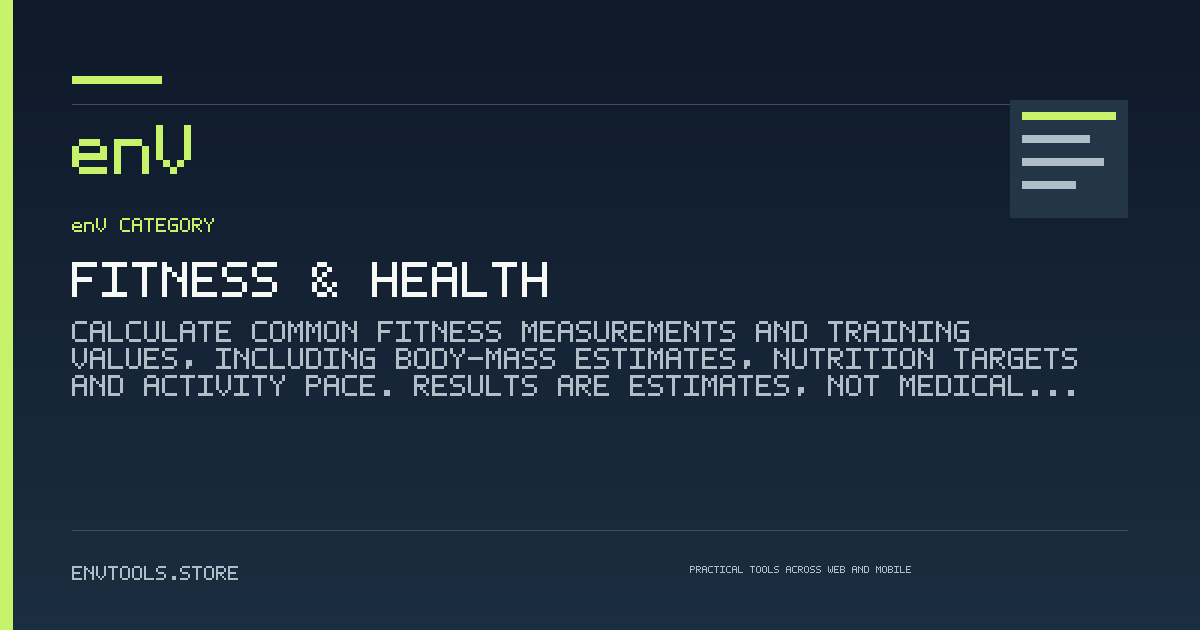 enV
enV CATEGORY
FITNESS & HEALTH
CALCULATE COMMON FITNESS MEASUREMENTS AND TRAINING
VALUES, INCLUDING BODY-MASS ESTIMATES, NUTRITION TARGETS
AND ACTIVITY PACE. RESULTS ARE ESTIMATES, NOT MEDICAL...
ENVTOOLS.STORE
PRACTICAL TOOLS ACROSS WEB AND MOBILE